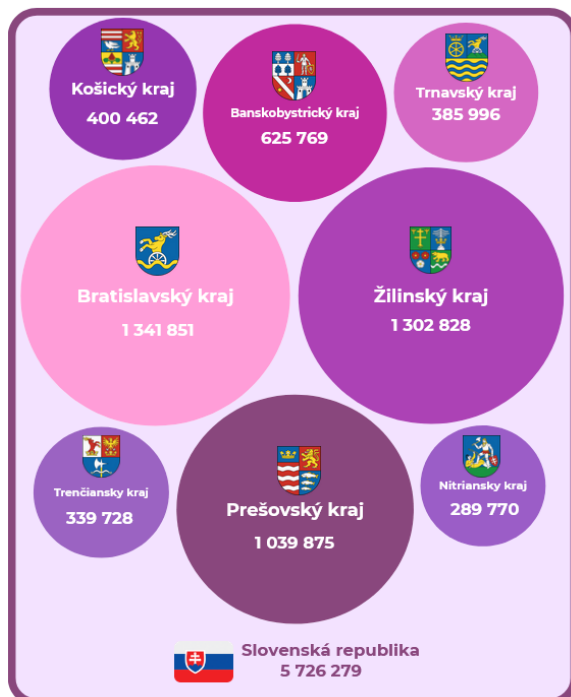 Košický kraj
400 462
Banskobystrický kraj
625 769
Trnavský kraj
385 996
Bratislavský kraj
1 341 851
Žilinský kraj
1 302 828
Trenčiansky kraj
339 728
Prešovský kraj
1 039 875
Nitriansky kraj
289 770
Slovenská republika
5 726 279